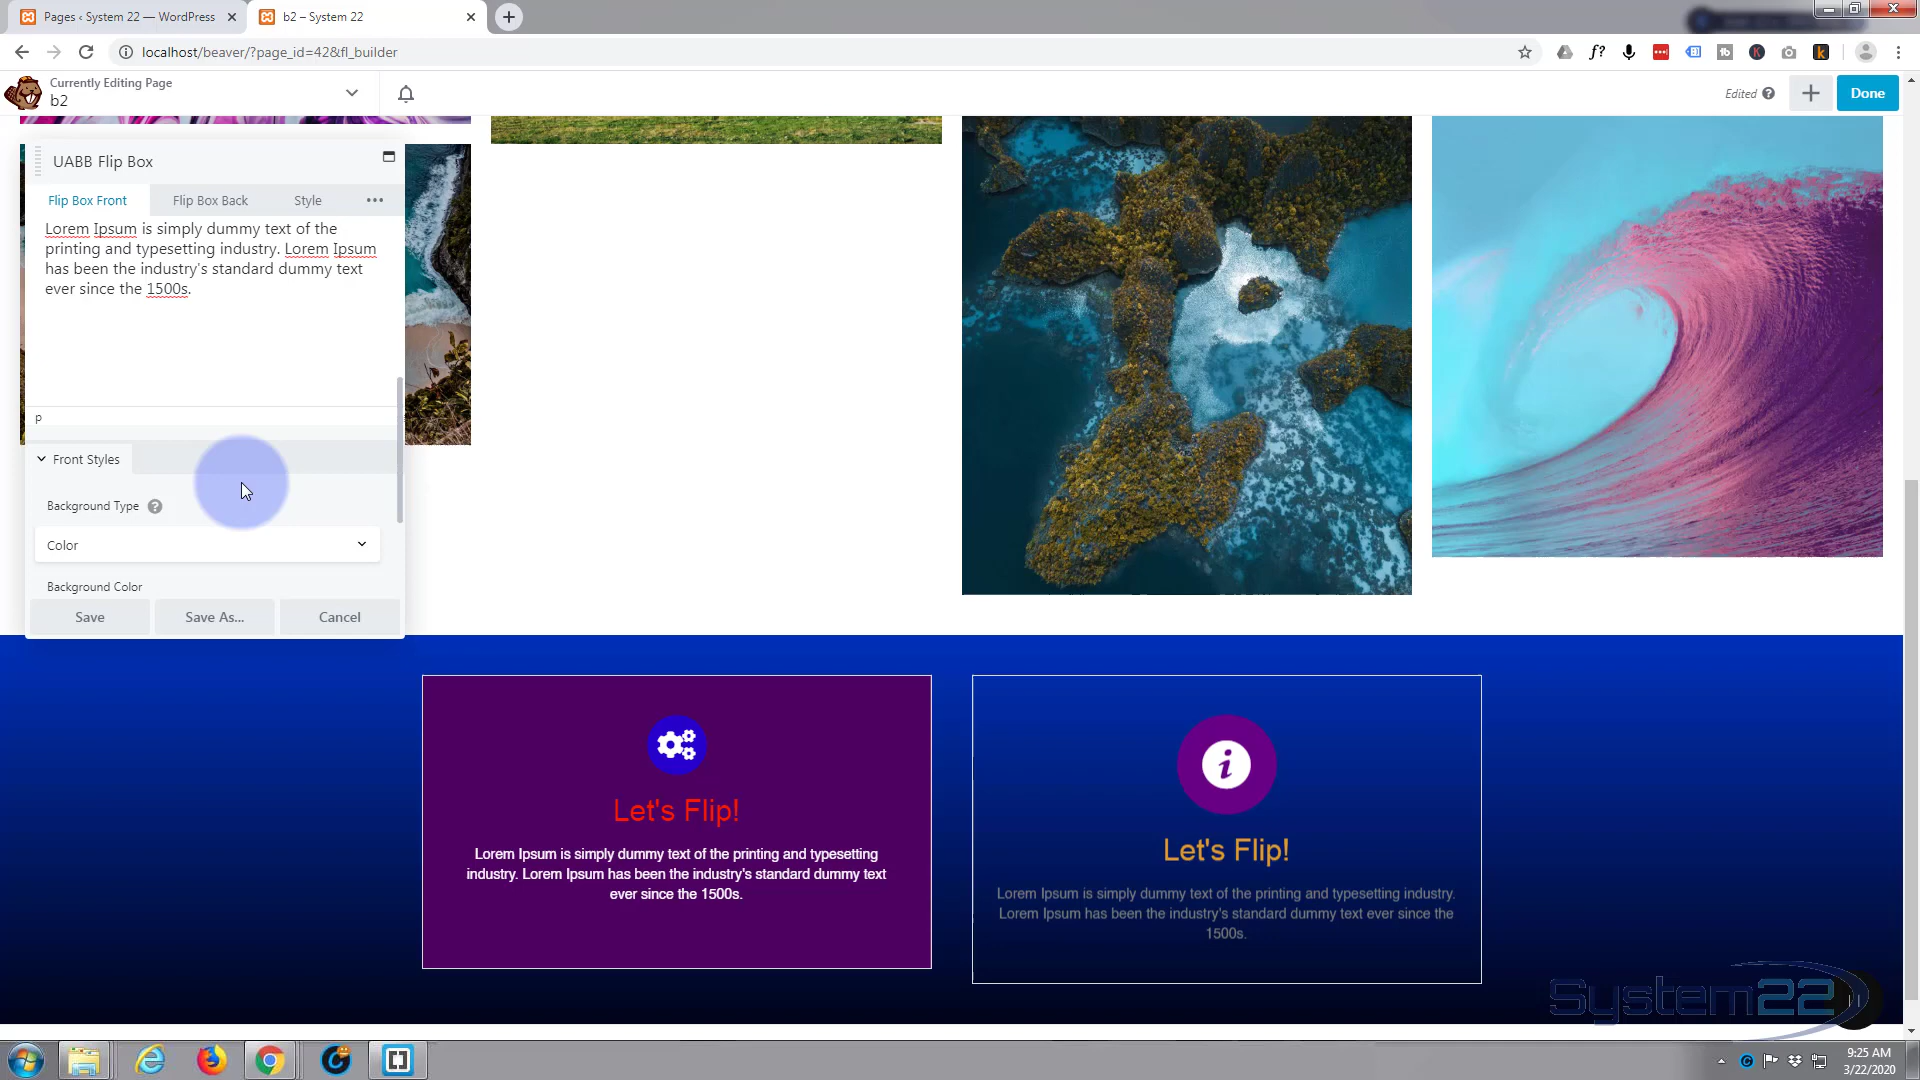 Pages ‹ System 22 — WordPress
b2 – System 22
localhost/beaver/?page_id=42&fl_builder
Currently Editing Page
b2
Edited
Done
UABB Flip Box
Flip Box Front
Flip Box Back
Style
Lorem Ipsum is simply dummy text of the
printing and typesetting industry. Lorem Ipsum
has been the industry's standard dummy text
ever since the 1500s.
p
Front Styles
Background Type
Color
Background Color
Save
Save As...
Cancel
Let's Flip!
Lorem Ipsum is simply dummy text of the printing and typesetting
industry. Lorem Ipsum has been the industry's standard dummy text
ever since the 1500s.
Let's Flip!
Lorem Ipsum is simply dummy text of the printing and typesetting industry.
Lorem Ipsum has been the industry's standard dummy text ever since the
1500s.
System22
9:25 AM
3/22/2020